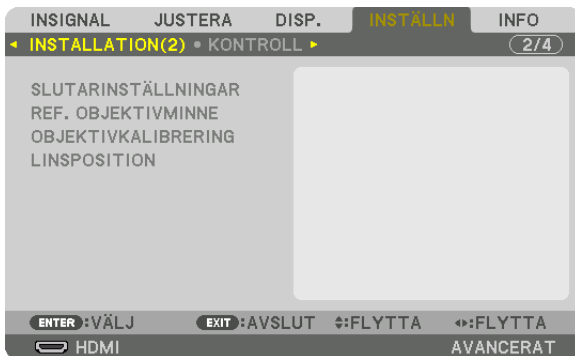 INSIGNAL JUSTERA DISP. INSTÄLLN INFO
◄ INSTALLATION(2) • KONTROLL ► 2/4
SLUTARINSTÄLLNINGAR
REF. OBJEKTIVMINNE
OBJEKTIVKALIBRERING
LINSPOSITION
ENTER :VÄLJ EXIT :AVSLUT :FLYTTA :FLYTTA
HDMI AVANCERAT